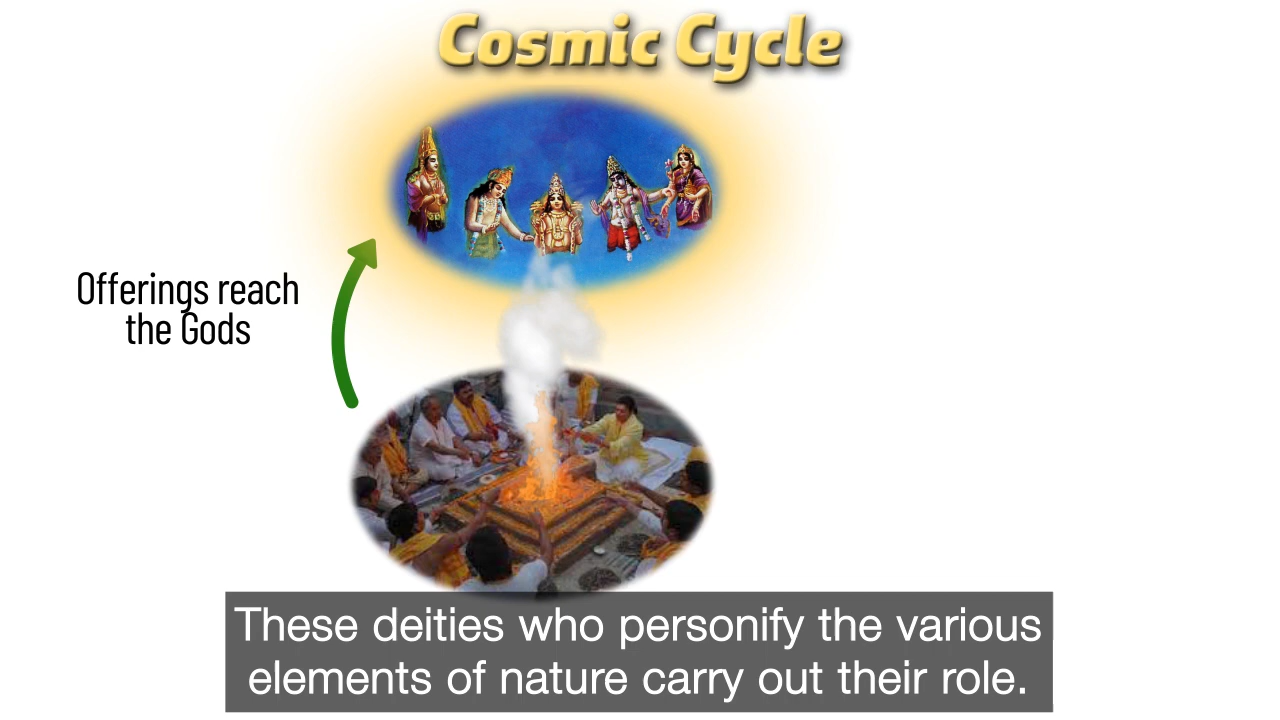 Cosmic Cycle
Offerings reach
the Gods
These deities who personify the various
elements of nature carry out their role.